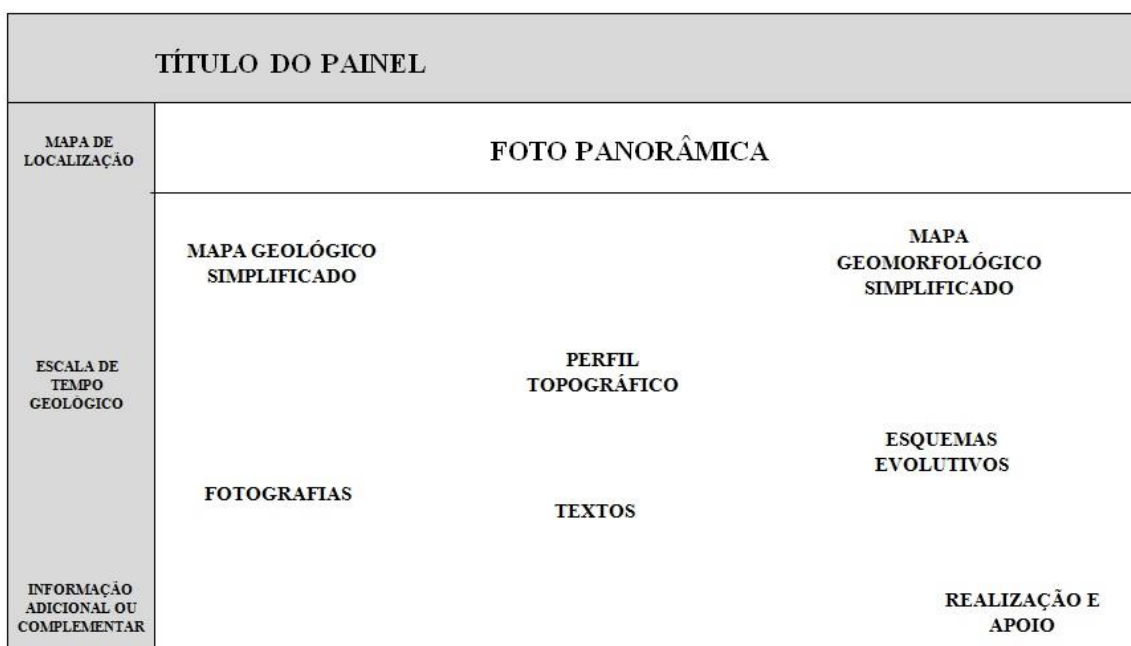 TÍTULO DO PAINEL
MAPA DE
LOCALIZAÇÃO
FOTO PANORÂMICA
MAPA GEOLÓGICO
SIMPLIFICADO
MAPA
GEOMORFOLÓGICO
SIMPLIFICADO
ESCALA DE
TEMPO
GEOLÓGICO
PERFIL
TOPOGRÁFICO
ESQUEMAS
EVOLUTIVOS
FOTOGRAFIAS
TEXTOS
INFORMAÇÃO
ADICIONAL OU
COMPLEMENTAR
REALIZAÇÃO E
APOIO